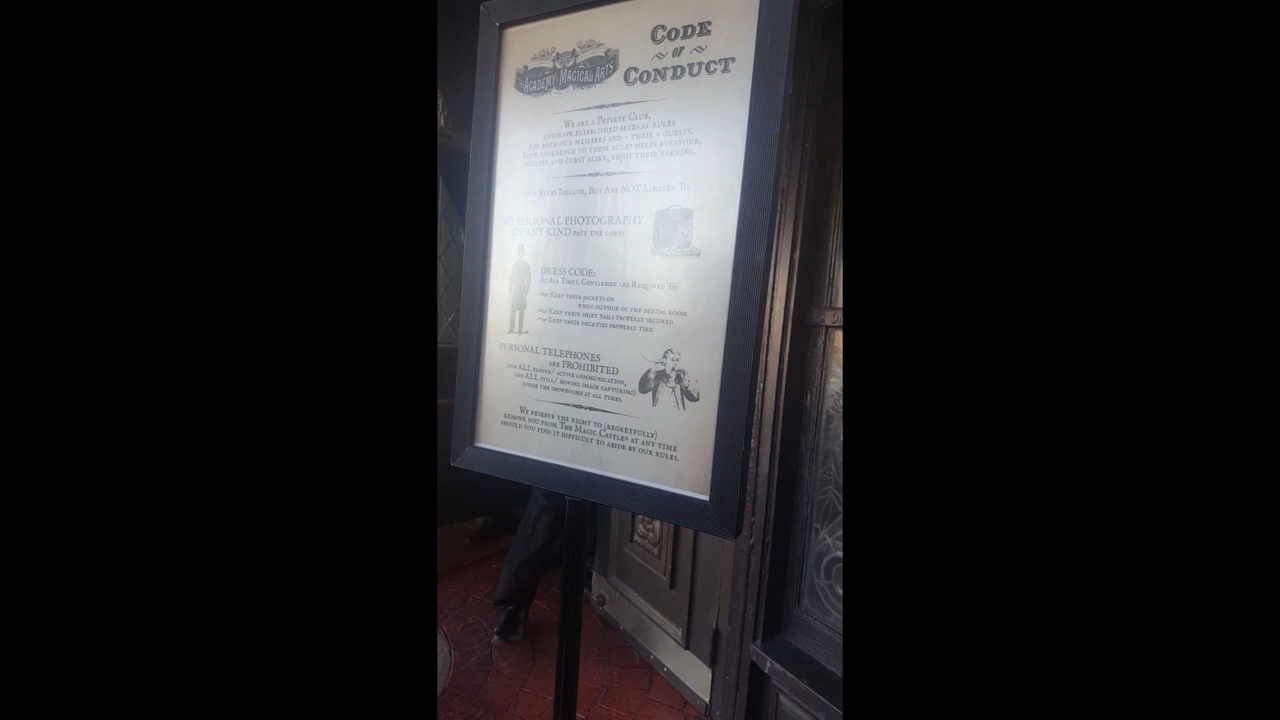 The Academy of Magical Arts
Code
of
Conduct
We are a Private Club,
and have established several rules
for both our members and - their - guests.
Your adherence to these rules helps everyone,
member and guest alike, enjoy their evening.
Our Rules Include, But Are NOT Limited To:
NO PERSONAL PHOTOGRAPHY
OF ANY KIND past the lobby.
DRESS CODE:
At All Times, Gentlemen are Required To:
Keep their jackets on
when outside of the dining room
Keep their shirt tails properly secured
Keep their neckties properly tied
PERSONAL TELEPHONES
are PROHIBITED
(for ALL passive/ active communication,
and ALL still/ moving image capturing)
inside the showrooms at all times.
We reserve the right to (regretfully)
remove you from The Magic Castle® at any time
should you find it difficult to abide by our rules.